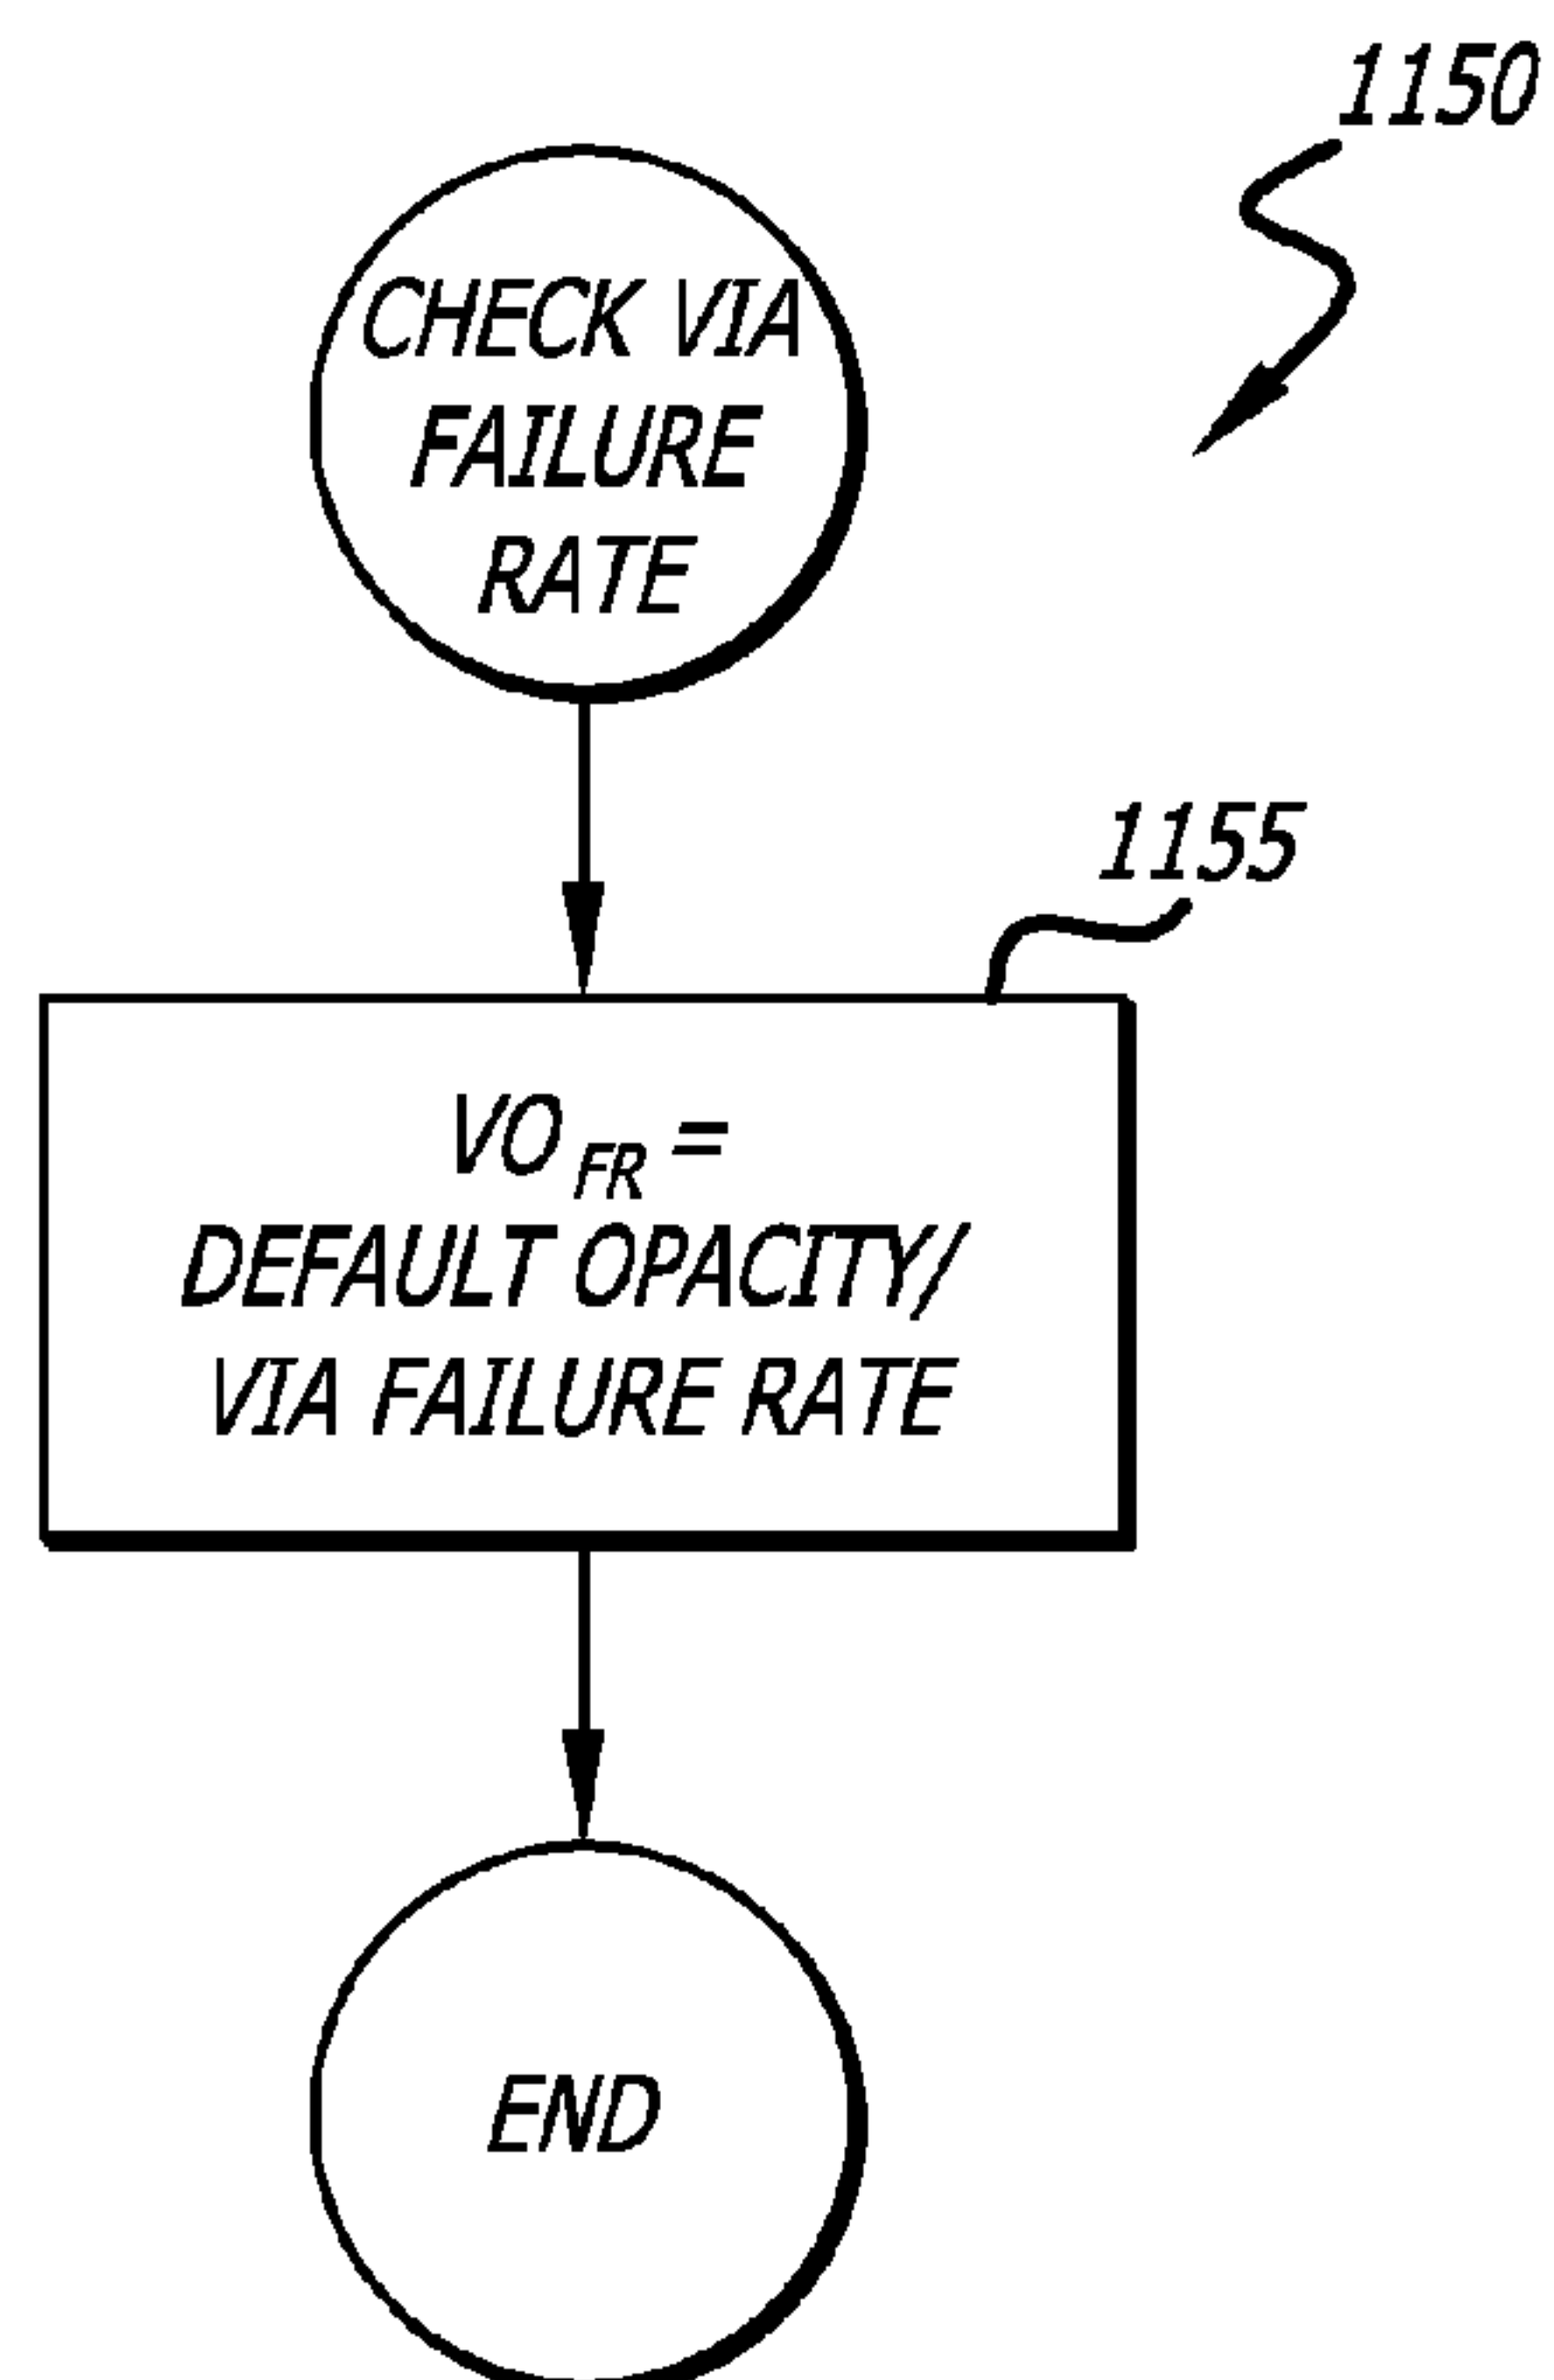 1150
CHECK VIA
FAILURE
RATE
1155
VO FR =
DEFAULT OPACITY/
VIA FAILURE RATE
END